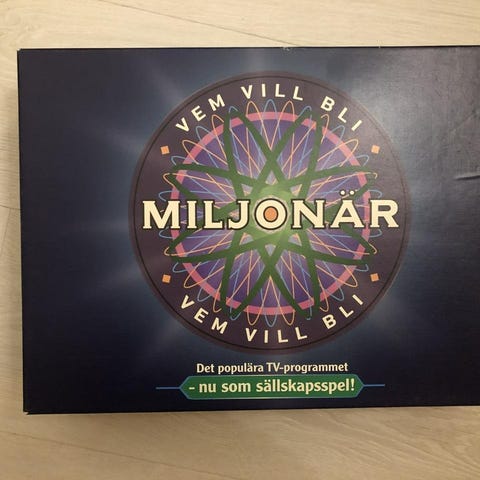 VEM VILL BLI
MILJONÄR
VEM VILL BLI
Det populära TV-programmet
- nu som sällskapsspel!